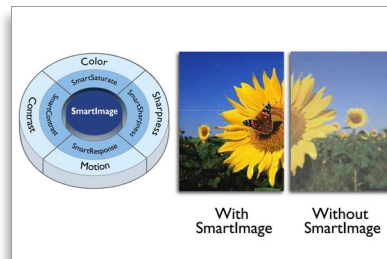 Color
SmartSaturate
Contrast
SmartContrast
SmartImage
SmartSharpness
Sharpness
SmartResponse
Motion
With
SmartImage
Without
SmartImage